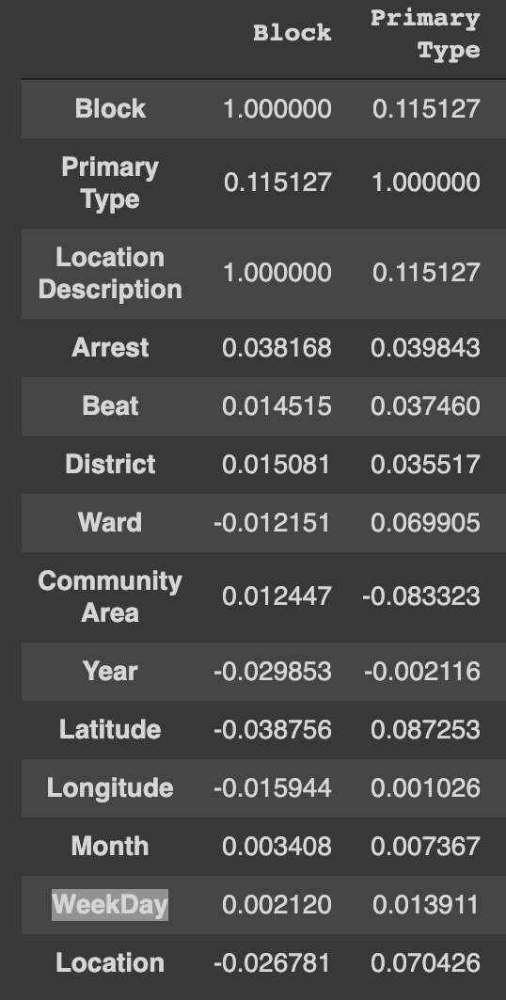 Block Primary Type
Block 1.000000 0.115127
Primary Type 0.115127 1.000000
Location Description 1.000000 0.115127
Arrest 0.038168 0.039843
Beat 0.014515 0.037460
District 0.015081 0.035517
Ward -0.012151 0.069905
Community Area 0.012447 -0.083323
Year -0.029853 -0.002116
Latitude -0.038756 0.087253
Longitude -0.015944 0.001026
Month 0.003408 0.007367
WeekDay 0.002120 0.013911
Location -0.026781 0.070426